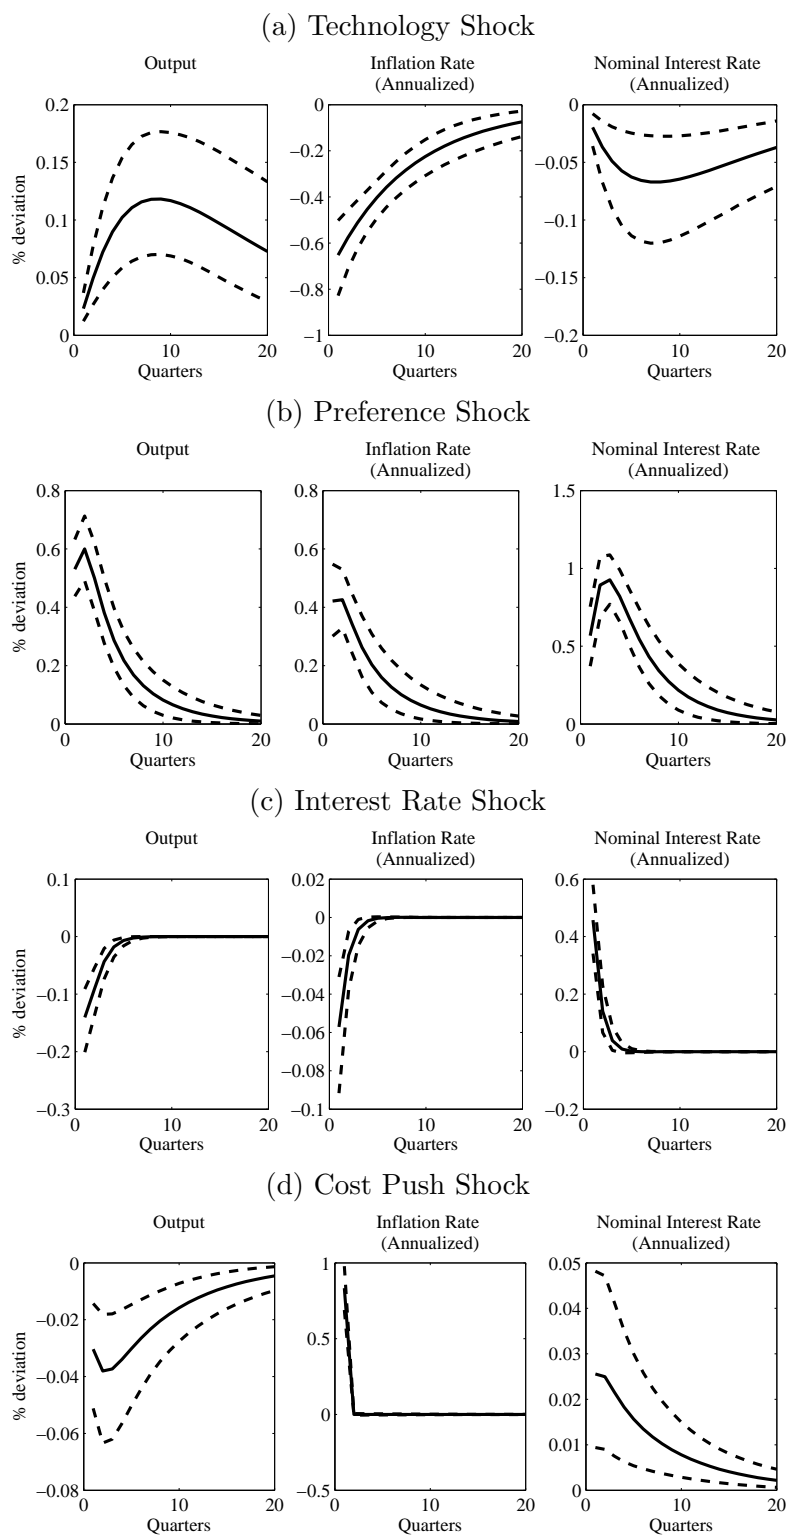 (a) Technology Shock
Output
Inflation Rate
(Annualized)
Nominal Interest Rate
(Annualized)
% deviation
0.2
0.15
0.1
0.05
0
0 10 20
Quarters
0
−0.2
−0.4
−0.6
−0.8
−1
0 10 20
Quarters
0
−0.05
−0.1
−0.15
−0.2
0 10 20
Quarters
(b) Preference Shock
Output
Inflation Rate
(Annualized)
Nominal Interest Rate
(Annualized)
% deviation
0.8
0.6
0.4
0.2
0
0 10 20
Quarters
0.8
0.6
0.4
0.2
0
0 10 20
Quarters
1.5
1
0.5
0
0 10 20
Quarters
(c) Interest Rate Shock
Output
Inflation Rate
(Annualized)
Nominal Interest Rate
(Annualized)
% deviation
0.1
0
−0.1
−0.2
−0.3
0 10 20
Quarters
0.02
0
−0.02
−0.04
−0.06
−0.08
−0.1
0 10 20
Quarters
0.6
0.4
0.2
0
−0.2
0 10 20
Quarters
(d) Cost Push Shock
Output
Inflation Rate
(Annualized)
Nominal Interest Rate
(Annualized)
% deviation
0
−0.02
−0.04
−0.06
−0.08
0 10 20
Quarters
1
0.5
0
−0.5
0 10 20
Quarters
0.05
0.04
0.03
0.02
0.01
0
0 10 20
Quarters